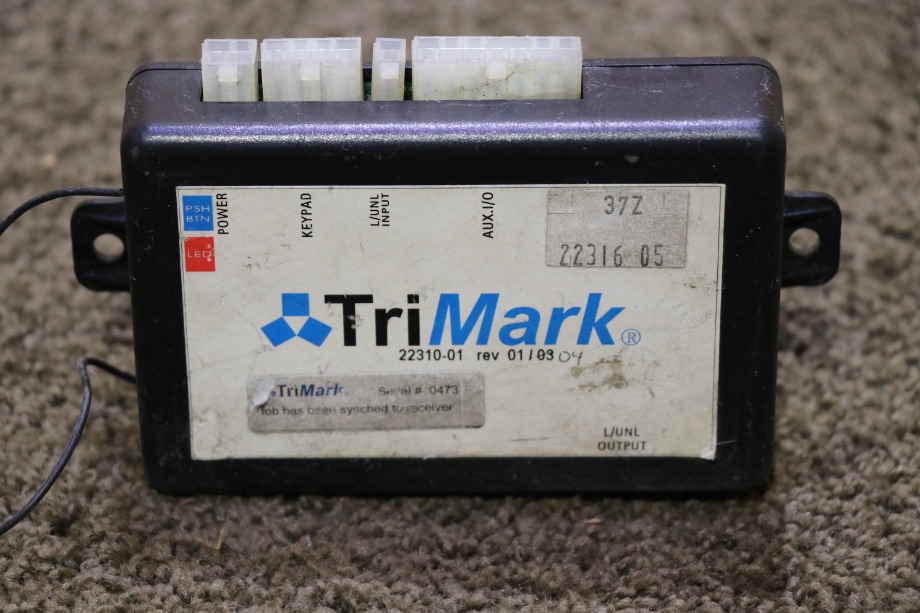 PSH
BTN
LED
POWER
KEYPAD
L/UNL
INPUT
AUX.I/O
37Z
22316 05
TriMark®
22310-01 rev 01/03 04
TriMark Serial # 0473
fob has been synched to receiver
L/UNL
OUTPUT